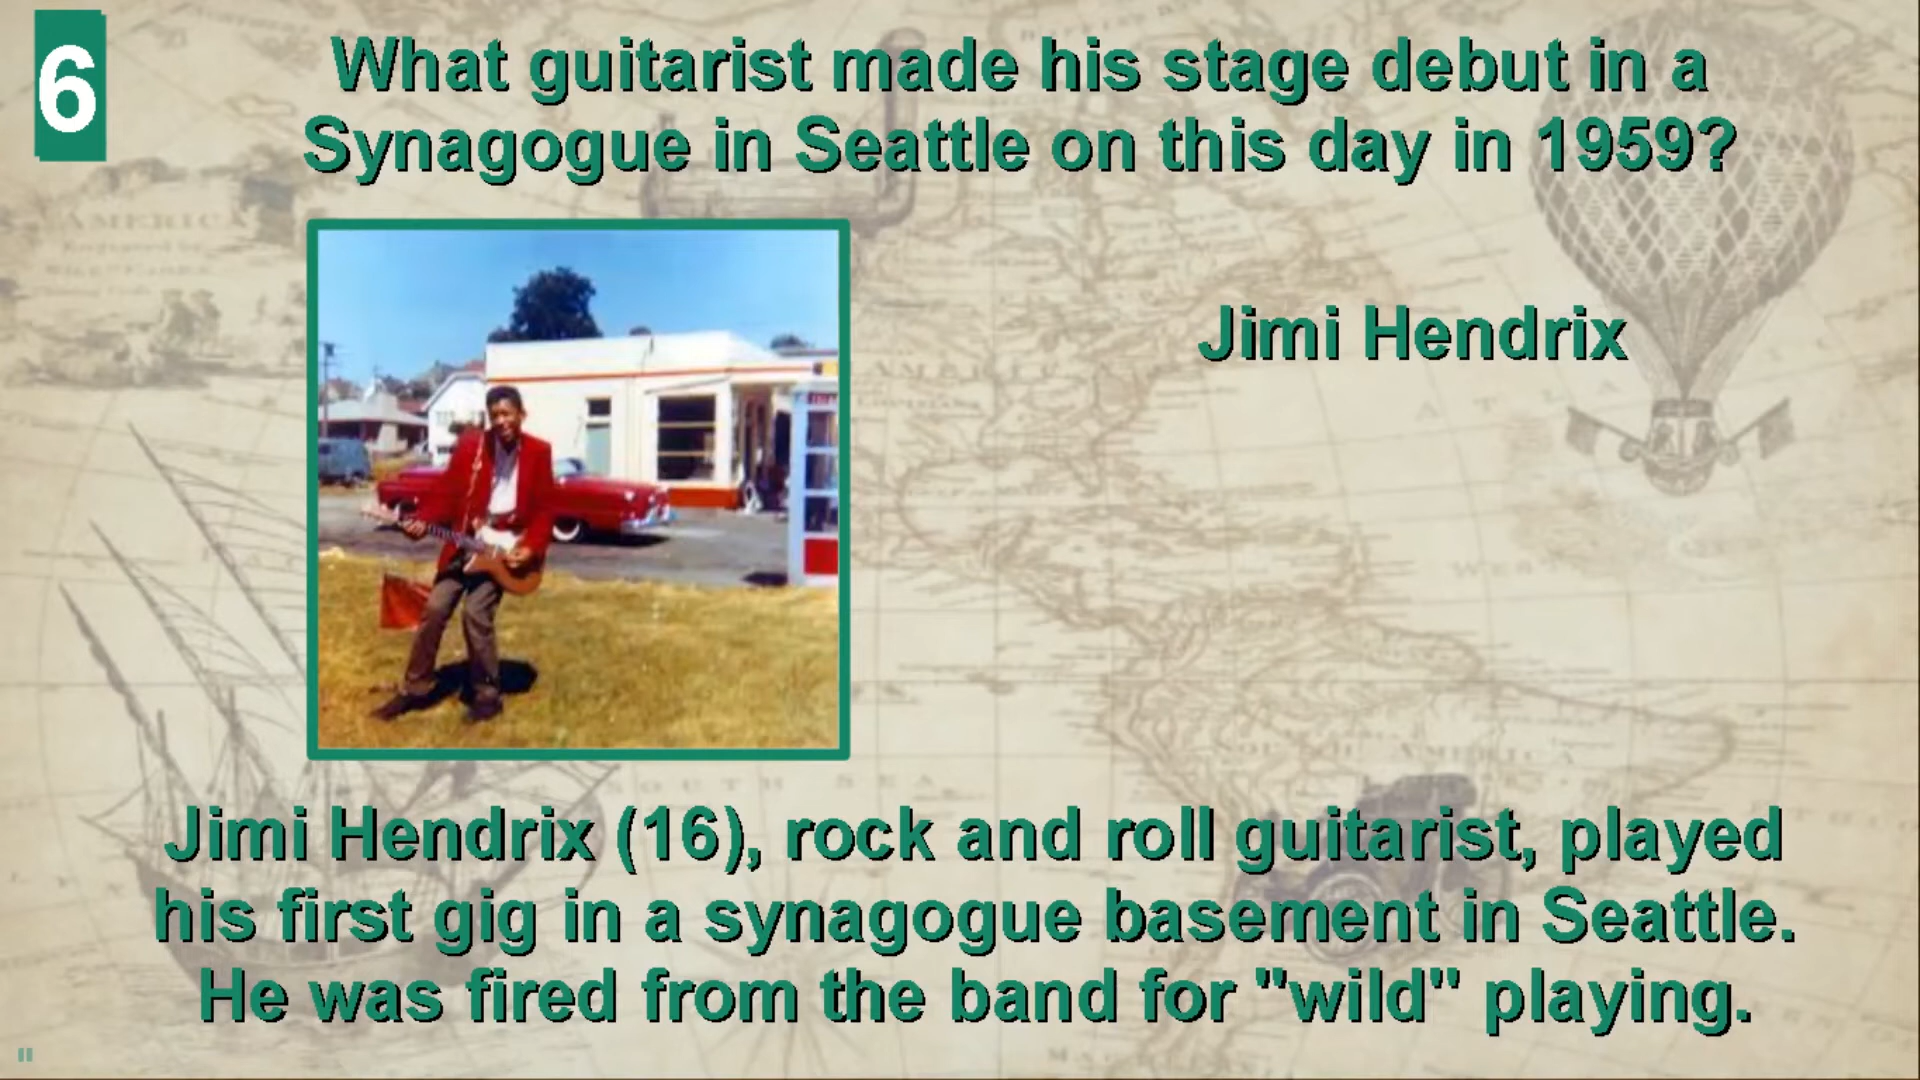 6
What guitarist made his stage debut in a
Synagogue in Seattle on this day in 1959?
Jimi Hendrix
Jimi Hendrix (16), rock and roll guitarist, played
his first gig in a synagogue basement in Seattle.
He was fired from the band for "wild" playing.